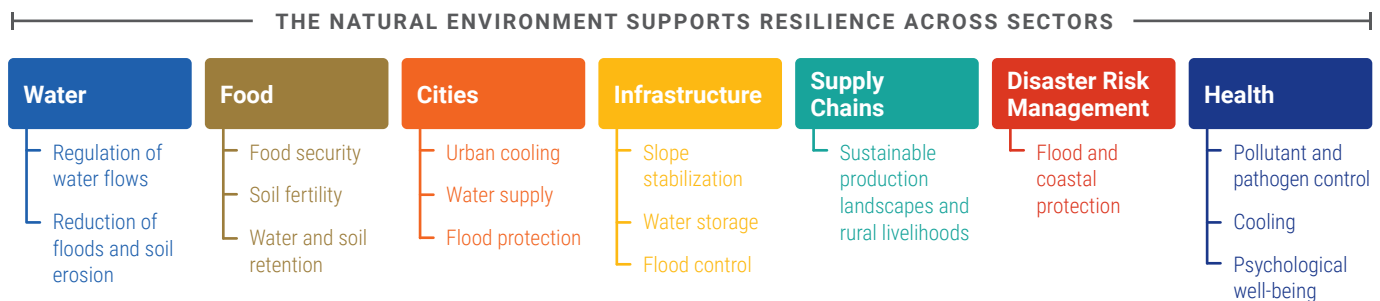 THE NATURAL ENVIRONMENT SUPPORTS RESILIENCE ACROSS SECTORS
Water
Regulation of
water flows
Reduction of
floods and soil
erosion
Food
Food security
Soil fertility
Water and soil
retention
Cities
Urban cooling
Water supply
Flood protection
Infrastructure
Slope
stabilization
Water storage
Flood control
Supply
Chains
Sustainable
production
landscapes and
rural livelihoods
Disaster Risk
Management
Flood and
coastal
protection
Health
Pollutant and
pathogen control
Cooling
Psychological
well-being